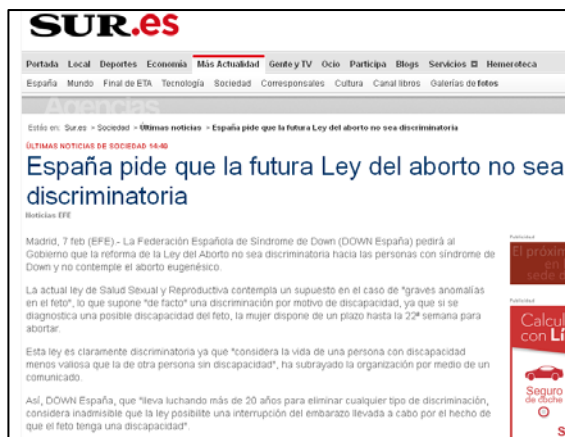 SUR.es
Portada Local Deportes Economía Más Actualidad Gente y TV Ocio Participa Blogs Servicios Hemeroteca
España Mundo Final de ETA Tecnología Sociedad Corresponsales Cultura Canal libros Galerías de fotos
Agencias
Estás en: Sur.es > Sociedad > Últimas noticias > España pide que la futura Ley del aborto no sea discriminatoria
ÚLTIMAS NOTICIAS DE SOCIEDAD 14:40
España pide que la futura Ley del aborto no sea
discriminatoria
Noticias EFE
Madrid, 7 feb (EFE).- La Federación Española de Síndrome de Down (DOWN España) pedirá al
Gobierno que la reforma de la Ley del Aborto no sea discriminatoria hacia las personas con síndrome de
Down y no contemple el aborto eugenésico.
La actual ley de Salud Sexual y Reproductiva contempla un supuesto en el caso de "graves anomalías
en el feto", lo que supone "de facto" una discriminación por motivo de discapacidad, ya que si se
diagnostica una posible discapacidad del feto, la mujer dispone de un plazo hasta la 22ª semana para
abortar.
Esta ley es claramente discriminatoria ya que "considera la vida de una persona con discapacidad
menos valiosa que la de otra persona sin discapacidad", ha subrayado la organización por medio de un
comunicado.
Así, DOWN España, que "lleva luchando más de 20 años para eliminar cualquier tipo de discriminación,
considera inadmisible que la ley posibilite una interrupción del embarazo llevada a cabo por el hecho de
que el feto tenga una discapacidad".
Publicidad
El próxim
en
sede d
Publicidad
Calcul
con Lí
Seguro
de coche
S